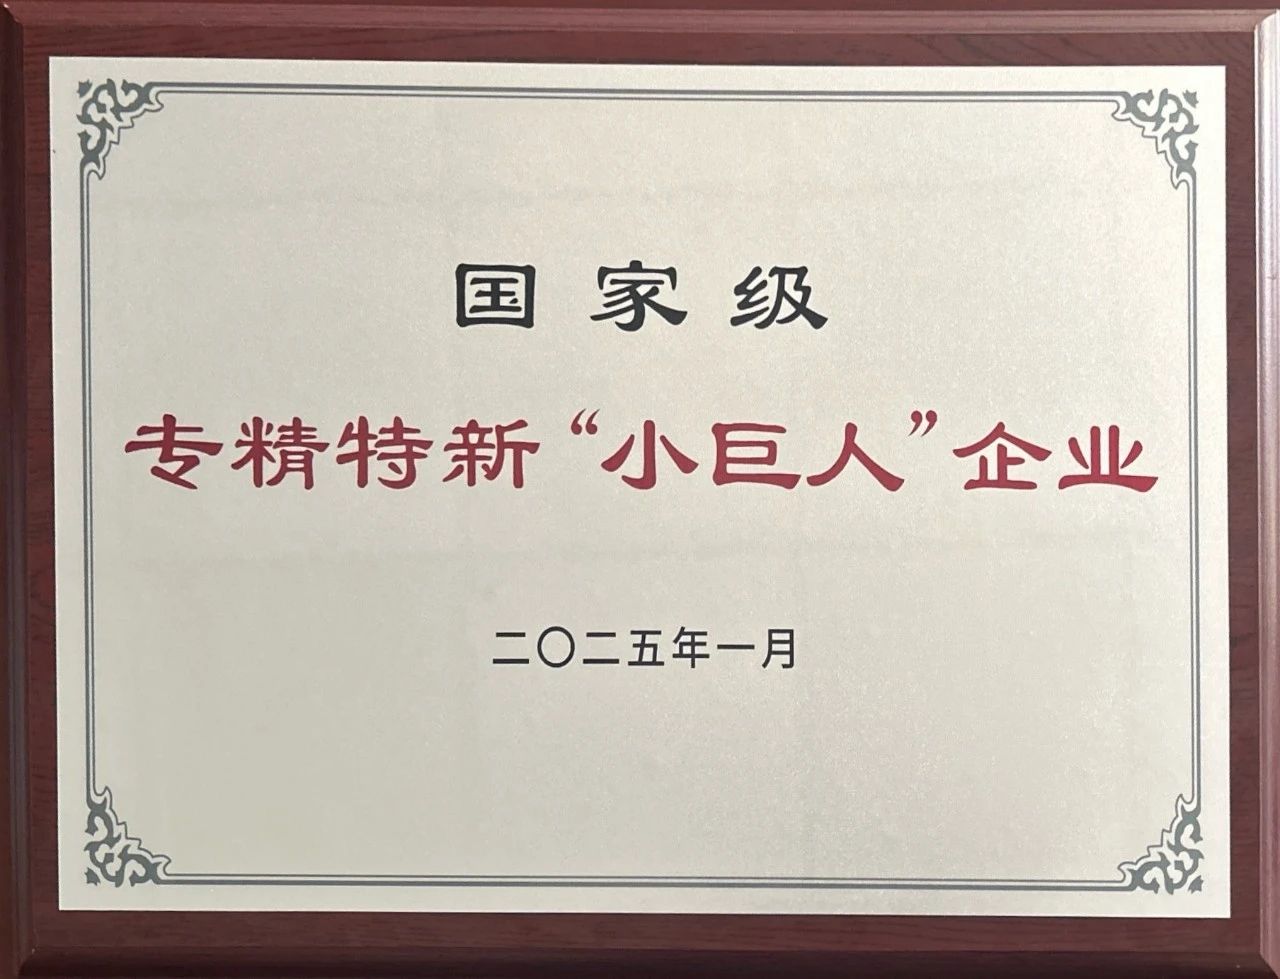 国家级
专精特新“小巨人”企业
二〇二五年一月